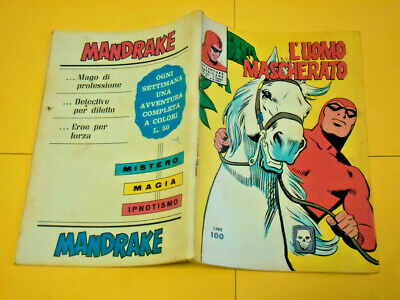 MANDRAKE
... Mago di
professione
... Detective
per diletto
... Eroe per
forza
OGNI
SETTIMANA
UNA
AVVENTURA
COMPLETA
A COLORI
L. 50
MISTERO
MAGIA
IPNOTISMO
MANDRAKE
L'UOMO
MASCHERATO
LIRE
100